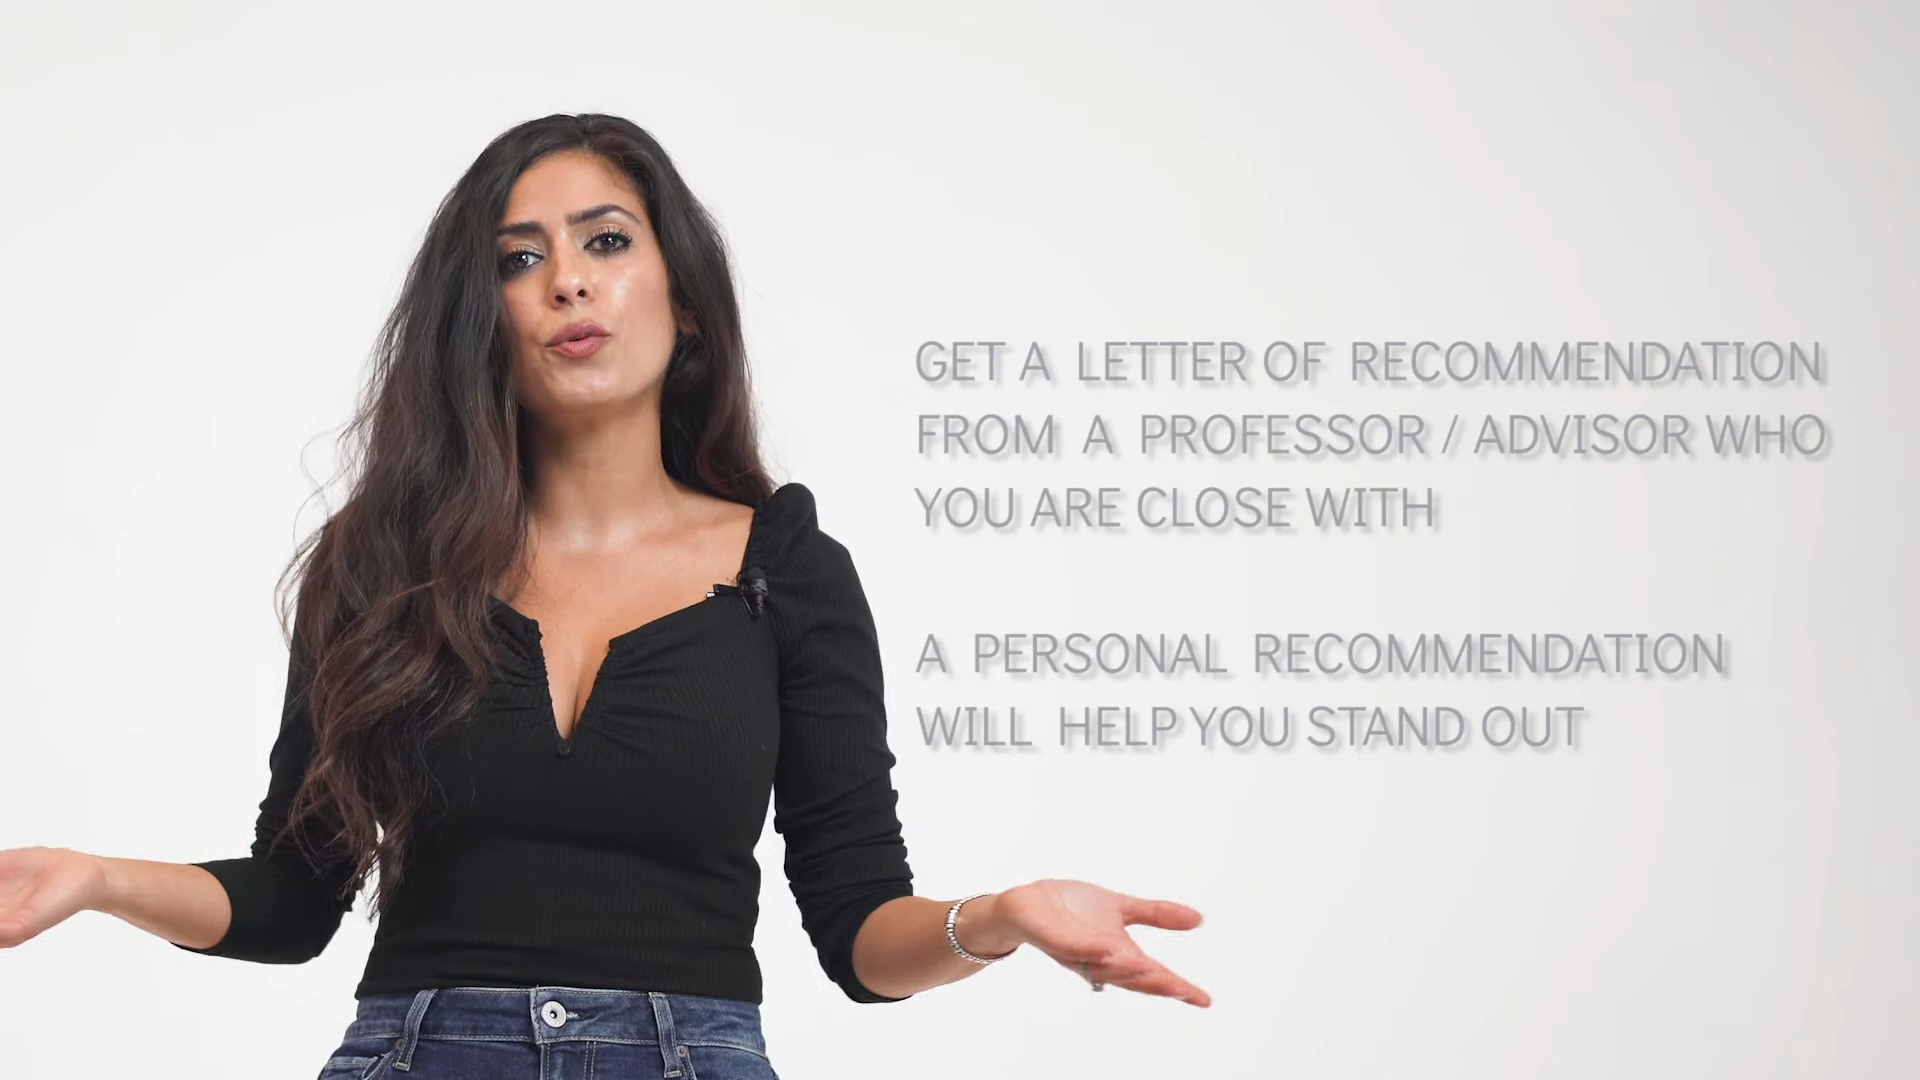 GET A LETTER OF RECOMMENDATION
FROM A PROFESSOR / ADVISOR WHO
YOU ARE CLOSE WITH
A PERSONAL RECOMMENDATION
WILL HELP YOU STAND OUT